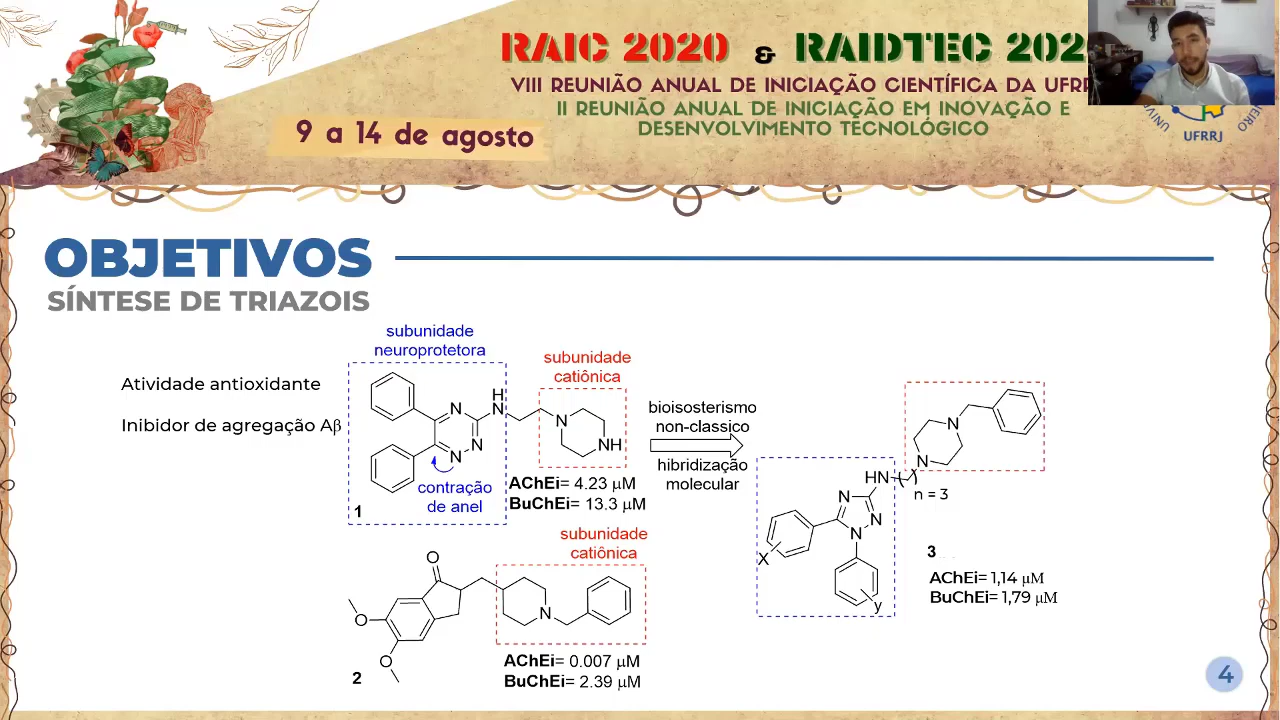 RAIC 2020 & RAIDTEC 202
VIII REUNIÃO ANUAL DE INICIAÇÃO CIENTÍFICA DA UFRR
II REUNIÃO ANUAL DE INICIAÇÃO EM INOVAÇÃO E
DESENVOLVIMENTO TECNOLÓGICO
9 a 14 de agosto
UFRRJ
OBJETIVOS
SÍNTESE DE TRIAZOIS
subunidade
neuroprotetora
subunidade
catiônica
Atividade antioxidante
Inibidor de agregação Aβ
H
N
N
N
N
N
NH
contração
de anel
1
AChEi= 4.23 μM
BuChEi = 13.3 μM
bioisosterismo
non-classico
hibridização
molecular
N
N
HN
n = 3
N
N
N
X
y
3
AChEi= 1,14 μM
BuChEi= 1,79 μM
subunidade
catiônica
O
O
O
N
2
AChEi= 0.007 μM
BuChEi= 2.39 μM
4